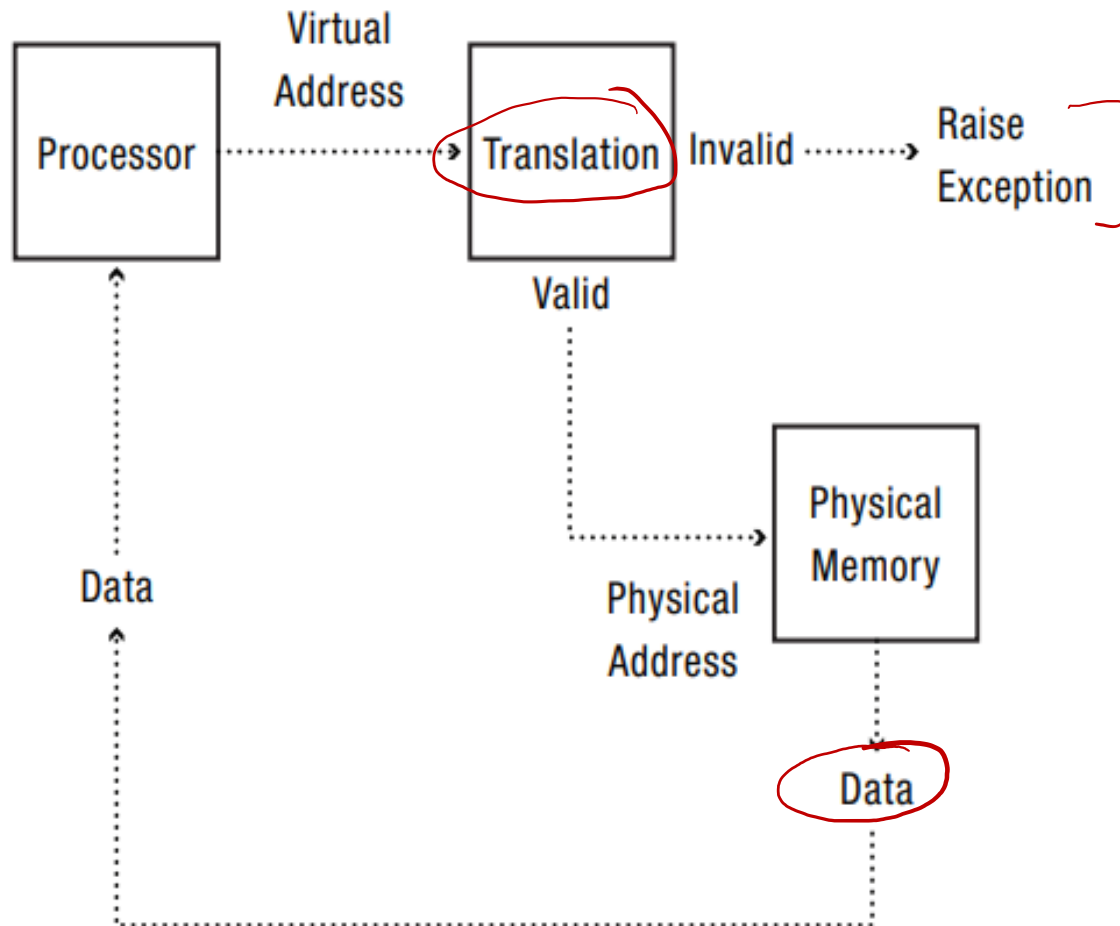 Virtual
Address
Processor
Translation
Invalid
Raise
Exception
Valid
Physical
Memory
Data
Physical
Address
Data